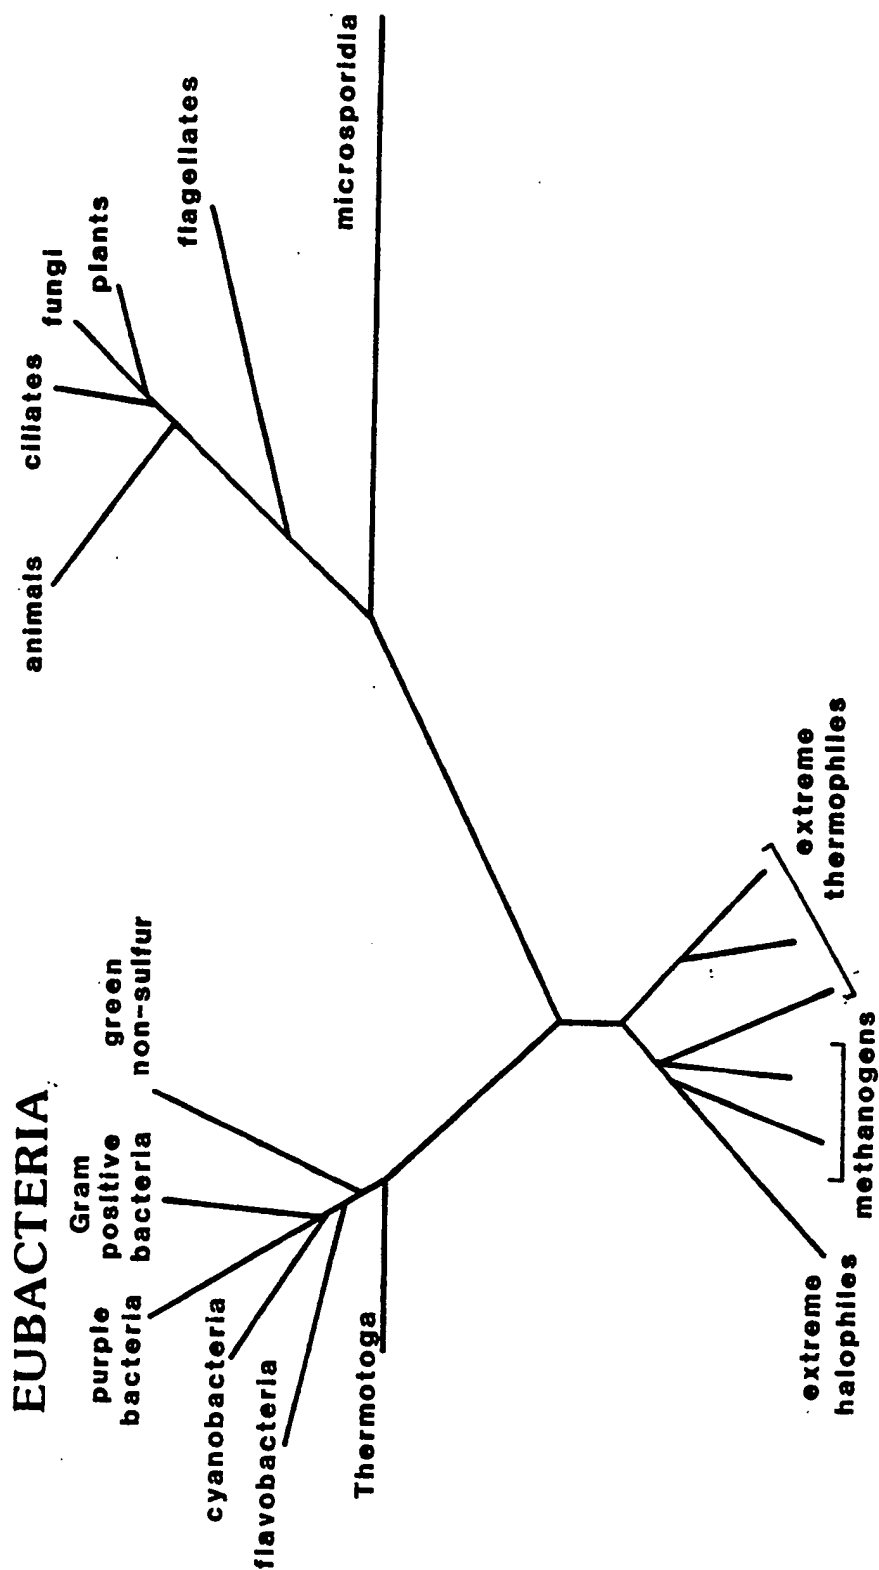 EUBACTERIA
purple
bacteria
Gram
positive
bacteria
green
non-sulfur
cyanobacteria
flavobacteria
Thermotoga
animals
ciliates
fungi
plants
flagellates
microsporidia
extreme
halophiles
methanogens
extreme
thermophiles